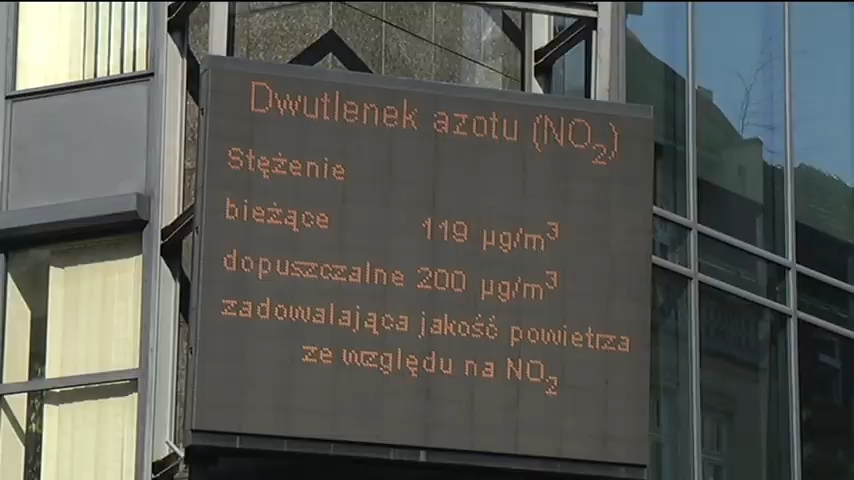 Dwutlenek azotu (NO₂)
Stężenie
bieżące 119 µg/m³
dopuszczalne 200 µg/m³
zadowalająca jakość powietrza
ze względu na NO₂